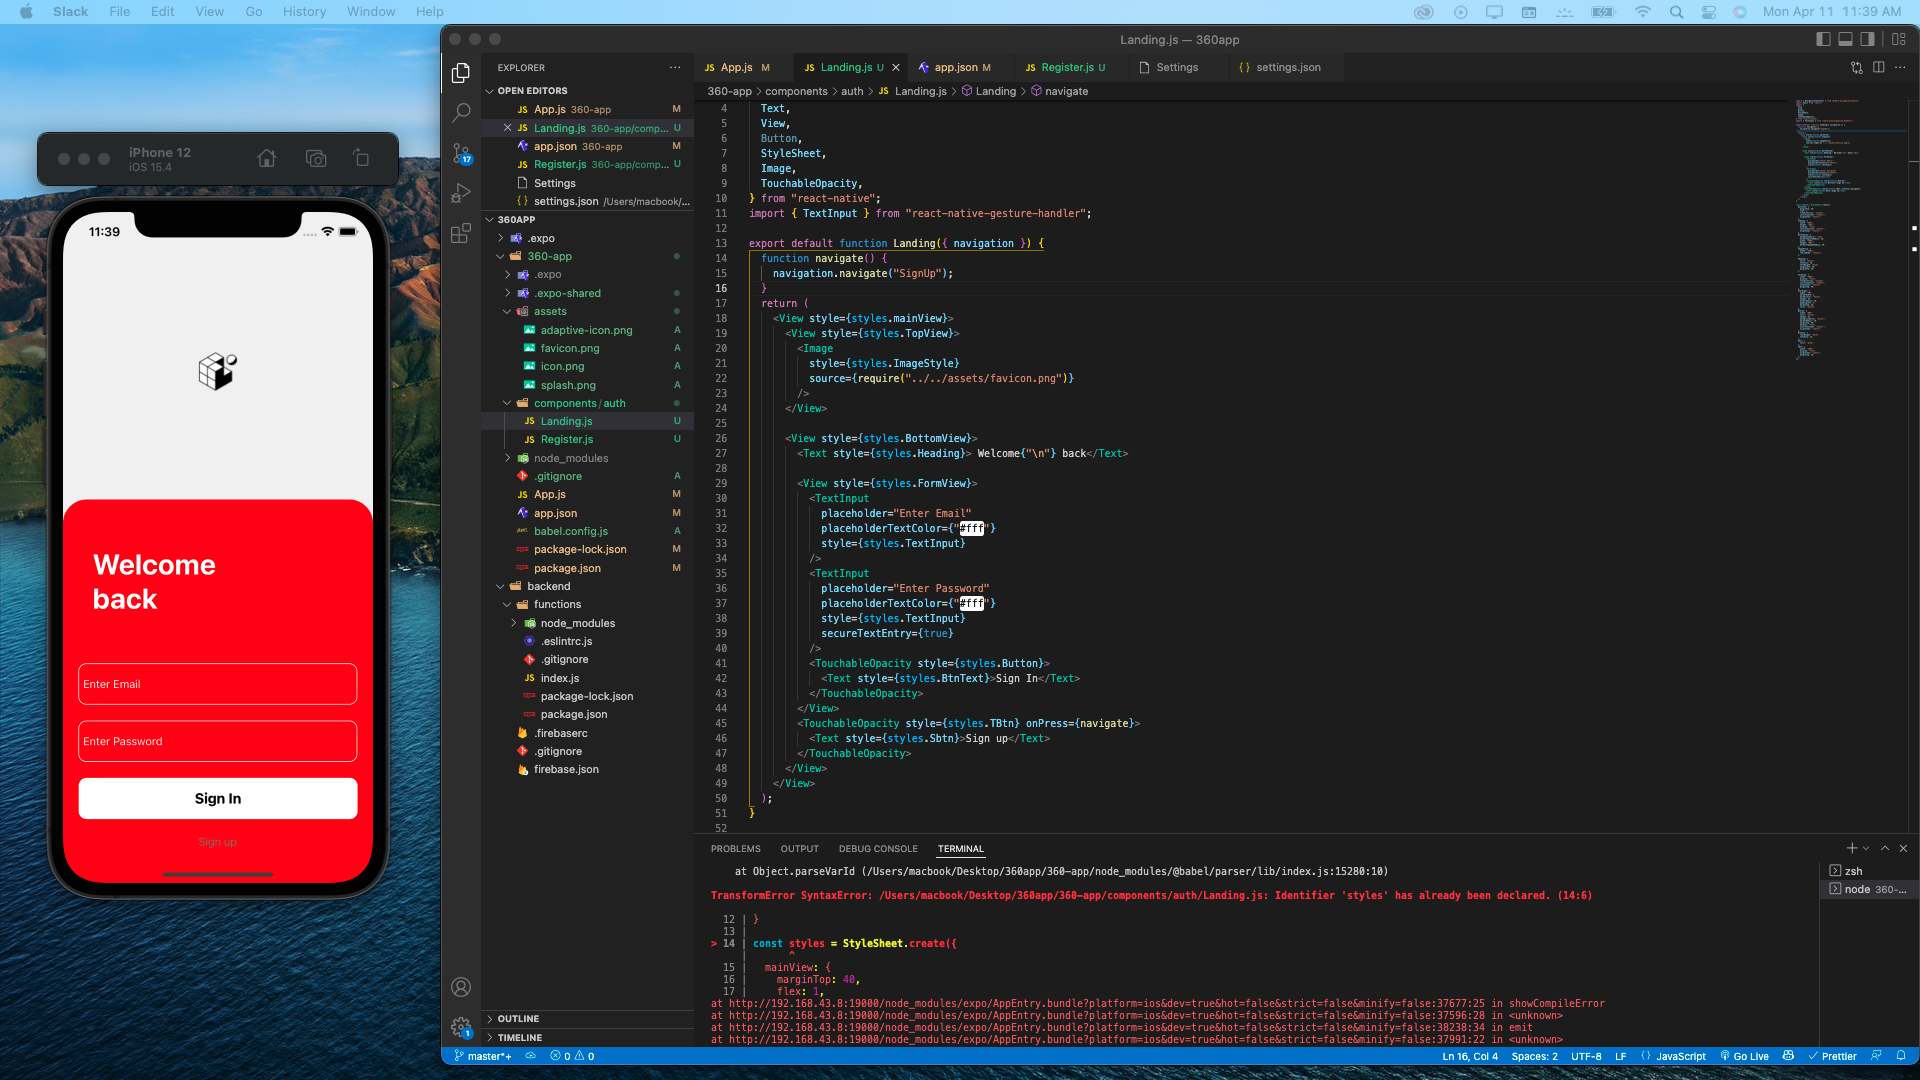 Slack File Edit View Go History Window Help Mon Apr 11 11:39 AM
iPhone 12
iOS 15.4
11:39
Welcome
back
Enter Email
Enter Password
Sign In
Sign up
Landing.js — 360app
EXPLORER
OPEN EDITORS
JS App.js 360-app M
JS Landing.js 360-app/comp... U
app.json 360-app M
JS Register.js 360-app/comp... U
Settings
{ } settings.json /Users/macbook/...
360APP
.expo
360-app
.expo
.expo-shared
assets
adaptive-icon.png A
favicon.png A
icon.png A
splash.png A
components/auth
JS Landing.js U
JS Register.js U
node_modules
.gitignore A
JS App.js M
app.json M
babel.config.js A
package-lock.json M
package.json M
backend
functions
node_modules
.eslintrc.js
.gitignore
JS index.js
package-lock.json
package.json
.firebaserc
.gitignore
firebase.json
OUTLINE
TIMELINE
17
1
JS App.js M JS Landing.js U app.json M JS Register.js U Settings { } settings.json
360-app > components > auth > JS Landing.js > Landing > navigate
4 Text,
5 View,
6 Button,
7 StyleSheet,
8 Image,
9 TouchableOpacity,
10 } from "react-native";
11 import { TextInput } from "react-native-gesture-handler";
12
13 export default function Landing({ navigation }) {
14 function navigate() {
15 navigation.navigate("SignUp");
16 }
17 return (
18 <View style={styles.mainView}>
19 <View style={styles.TopView}>
20 <Image
21 style={styles.ImageStyle}
22 source={require("../../assets/favicon.png")}
23 />
24 </View>
25
26 <View style={styles.BottomView}>
27 <Text style={styles.Heading}> Welcome{"\n"} back</Text>
28
29 <View style={styles.FormView}>
30 <TextInput
31 placeholder="Enter Email"
32 placeholderTextColor={"#fff"}
33 style={styles.TextInput}
34 />
35 <TextInput
36 placeholder="Enter Password"
37 placeholderTextColor={"#fff"}
38 style={styles.TextInput}
39 secureTextEntry={true}
40 />
41 <TouchableOpacity style={styles.Button}>
42 <Text style={styles.BtnText}>Sign In</Text>
43 </TouchableOpacity>
44 </View>
45 <TouchableOpacity style={styles.TBtn} onPress={navigate}>
46 <Text style={styles.Sbtn}>Sign up</Text>
47 </TouchableOpacity>
48 </View>
49 </View>
50 );
51 }
52
PROBLEMS OUTPUT DEBUG CONSOLE TERMINAL
at Object.parseVarId (/Users/macbook/Desktop/360app/360-app/node_modules/@babel/parser/lib/index.js:15280:10)
TransformError SyntaxError: /Users/macbook/Desktop/360app/360-app/components/auth/Landing.js: Identifier 'styles' has already been declared. (14:6)
12 | }
13 |
> 14 | const styles = StyleSheet.create({
| ^
15 | mainView: {
16 | marginTop: 40,
17 | flex: 1,
at http://192.168.43.8:19000/node_modules/expo/AppEntry.bundle?platform=ios&dev=true&hot=false&strict=false&minify=false:37677:25 in showCompileError
at http://192.168.43.8:19000/node_modules/expo/AppEntry.bundle?platform=ios&dev=true&hot=false&strict=false&minify=false:37596:28 in <unknown>
at http://192.168.43.8:19000/node_modules/expo/AppEntry.bundle?platform=ios&dev=true&hot=false&strict=false&minify=false:38238:34 in emit
at http://192.168.43.8:19000/node_modules/expo/AppEntry.bundle?platform=ios&dev=true&hot=false&strict=false&minify=false:37991:22 in <unknown>
zsh
node 360-...
master*+ 0 0 Ln 16, Col 4 Spaces: 2 UTF-8 LF { } JavaScript Go Live Prettier